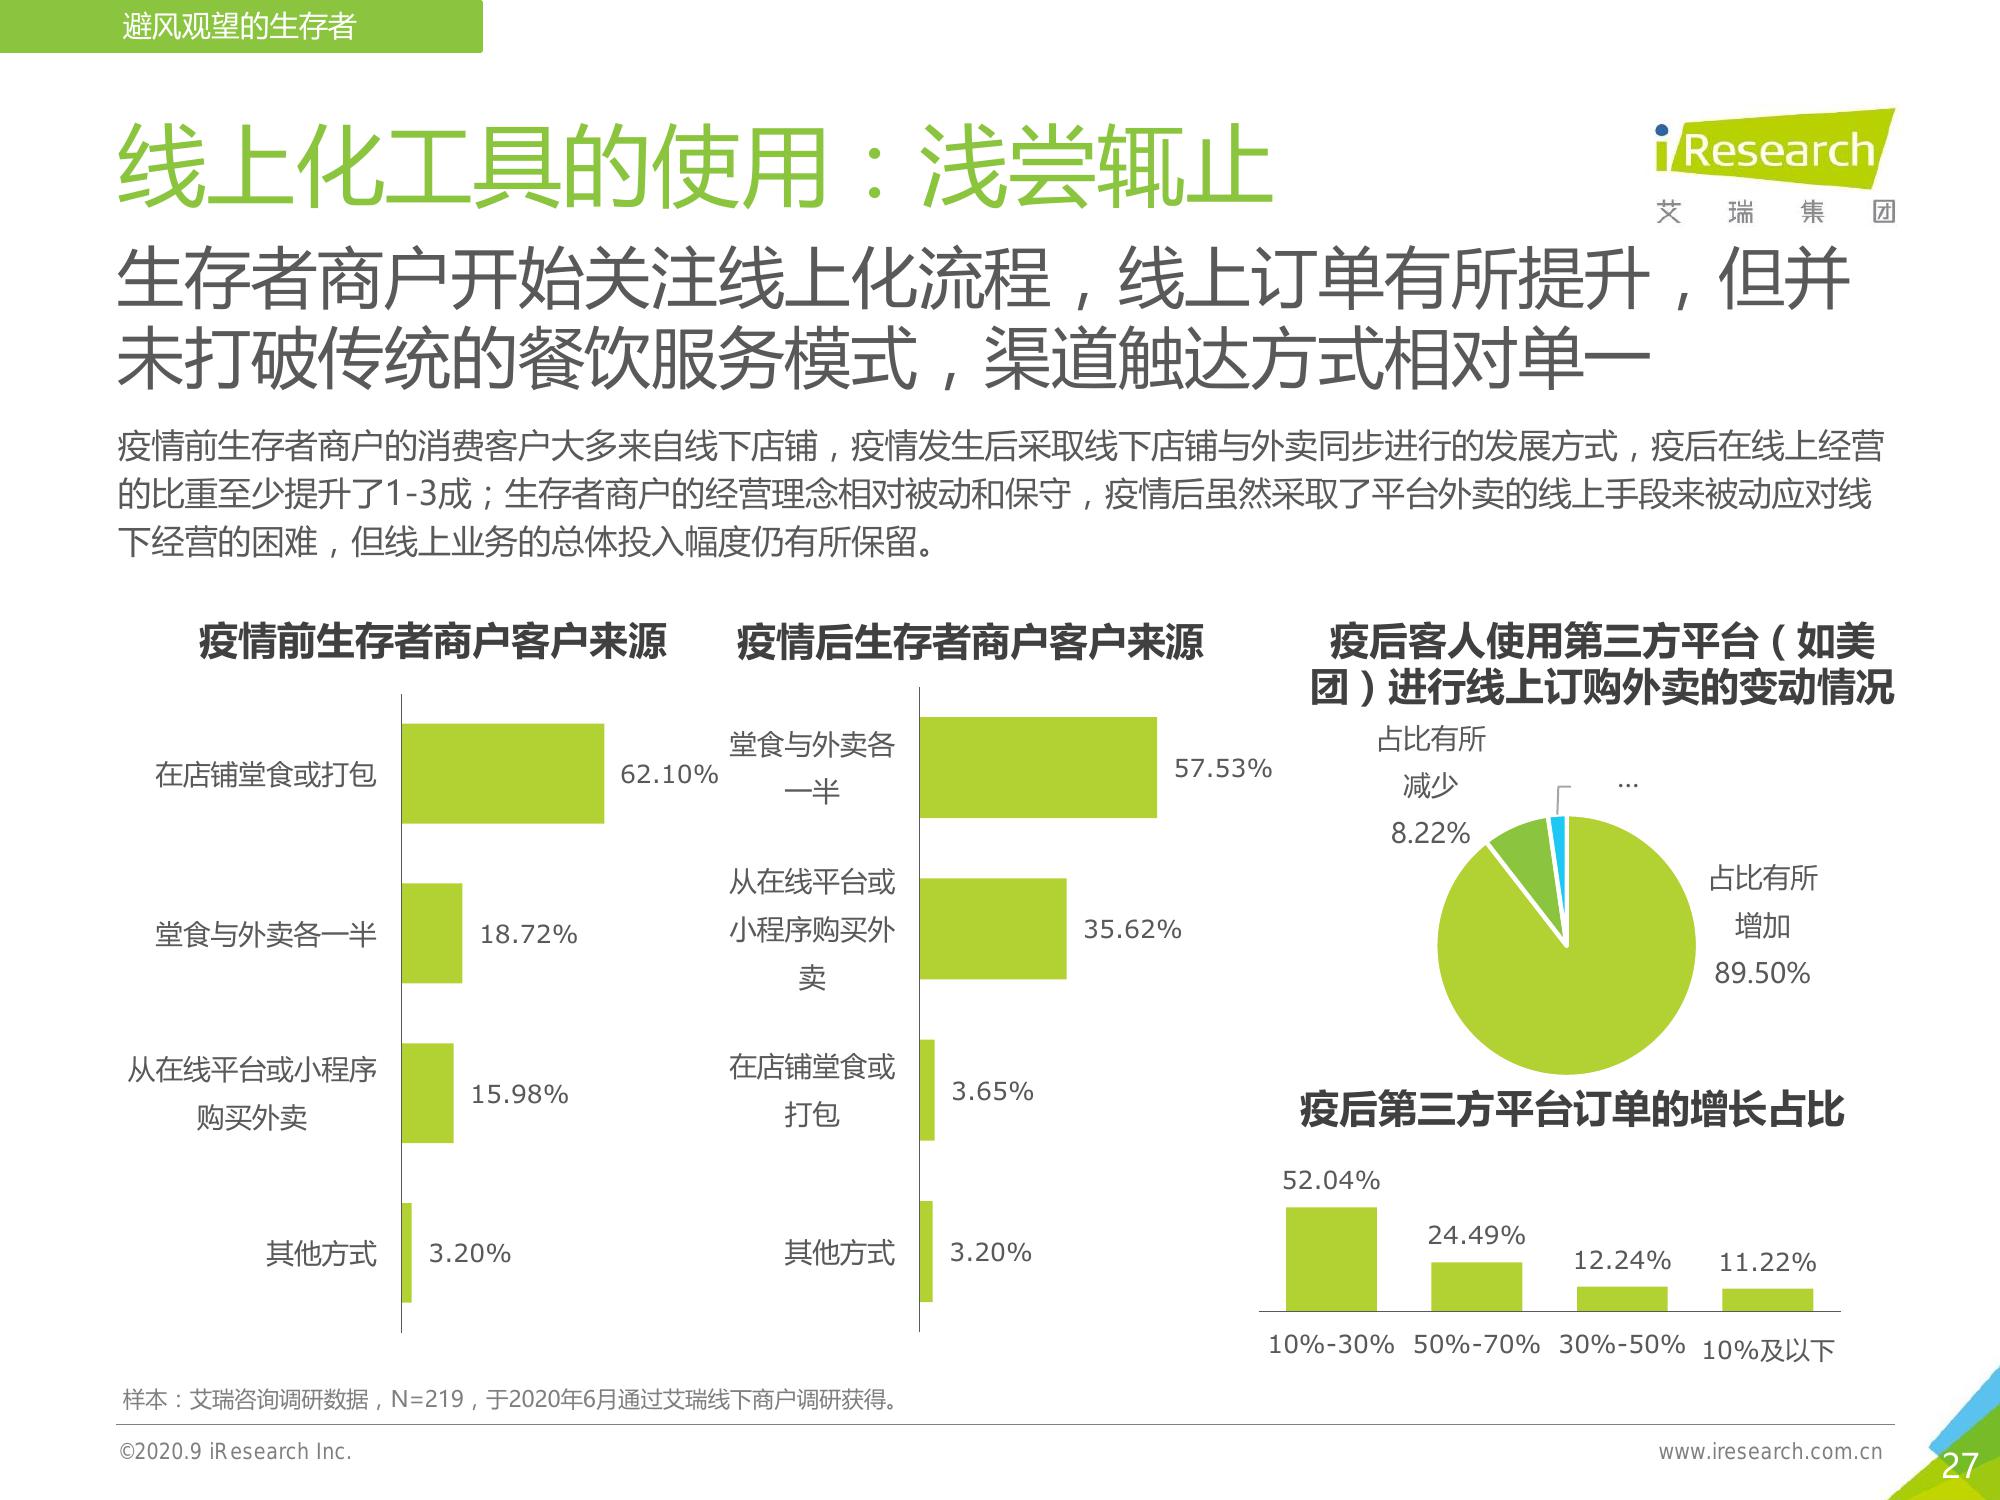 避风观望的生存者
线上化工具的使用：浅尝辄止
iResearch
艾瑞集团
生存者商户开始关注线上化流程，线上订单有所提升，但并
未打破传统的餐饮服务模式，渠道触达方式相对单一
疫情前生存者商户的消费客户大多来自线下店铺，疫情发生后采取线下店铺与外卖同步进行的发展方式，疫后在线上经营
的比重至少提升了1-3成；生存者商户的经营理念相对被动和保守，疫情后虽然采取了平台外卖的线上手段来被动应对线
下经营的困难，但线上业务的总体投入幅度仍有所保留。
疫情前生存者商户客户来源
在店铺堂食或打包
62.10%
堂食与外卖各一半
18.72%
从在线平台或小程序
购买外卖
15.98%
其他方式
3.20%
疫情后生存者商户客户来源
堂食与外卖各
一半
57.53%
从在线平台或
小程序购买外
卖
35.62%
在店铺堂食或
打包
3.65%
其他方式
3.20%
疫后客人使用第三方平台（如美
团）进行线上订购外卖的变动情况
占比有所
减少
8.22%
…
占比有所
增加
89.50%
疫后第三方平台订单的增长占比
52.04%
24.49%
12.24%
11.22%
10%-30%
50%-70%
30%-50%
10%及以下
样本：艾瑞咨询调研数据，N=219，于2020年6月通过艾瑞线下商户调研获得。
©2020.9 iResearch Inc.
www.iresearch.com.cn
27